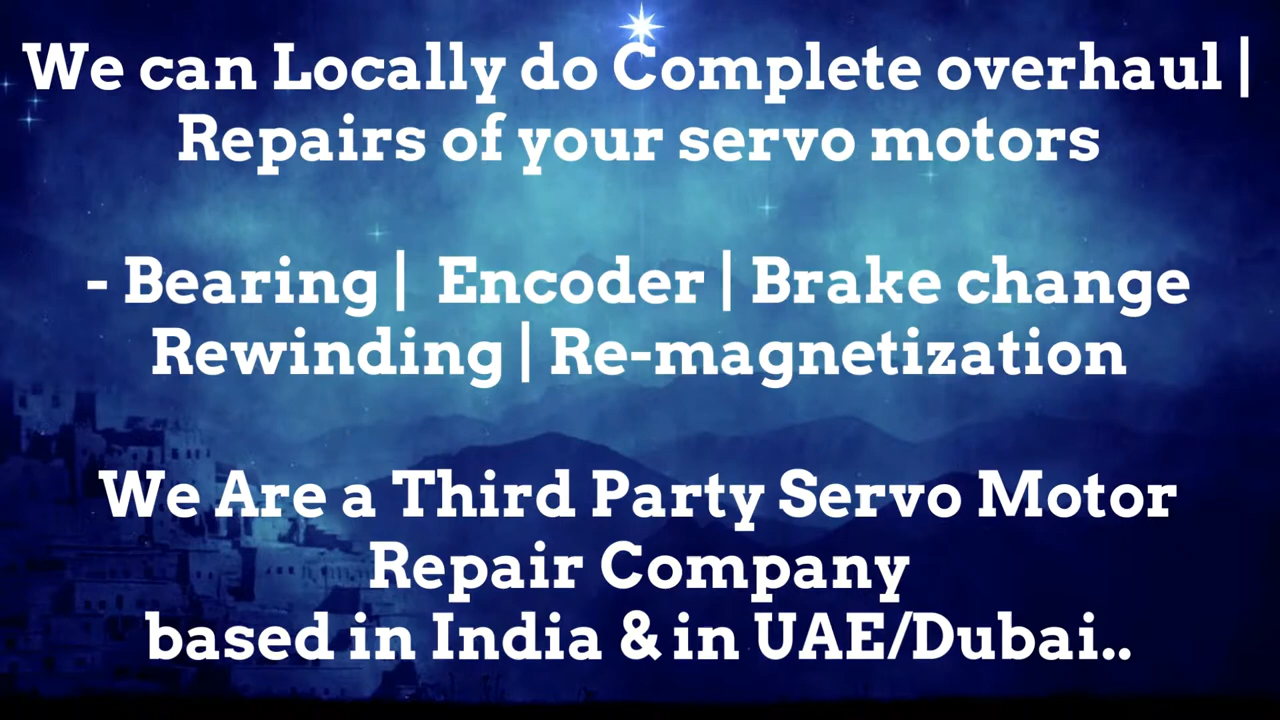 We can Locally do Complete overhaul |
Repairs of your servo motors
- Bearing | Encoder | Brake change
Rewinding | Re-magnetization
We Are a Third Party Servo Motor
Repair Company
based in India & in UAE/Dubai..